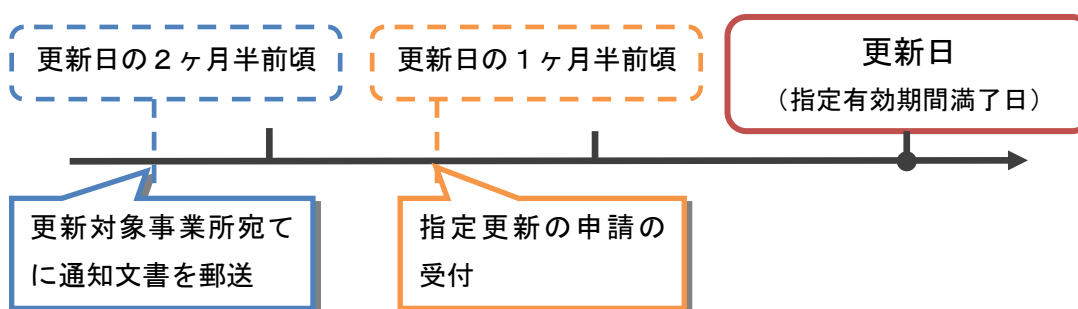 更新日の２ヶ月半前頃
更新日の１ヶ月半前頃
更新日
（指定有効期間満了日）
更新対象事業所宛て
に通知文書を郵送
指定更新の申請の
受付